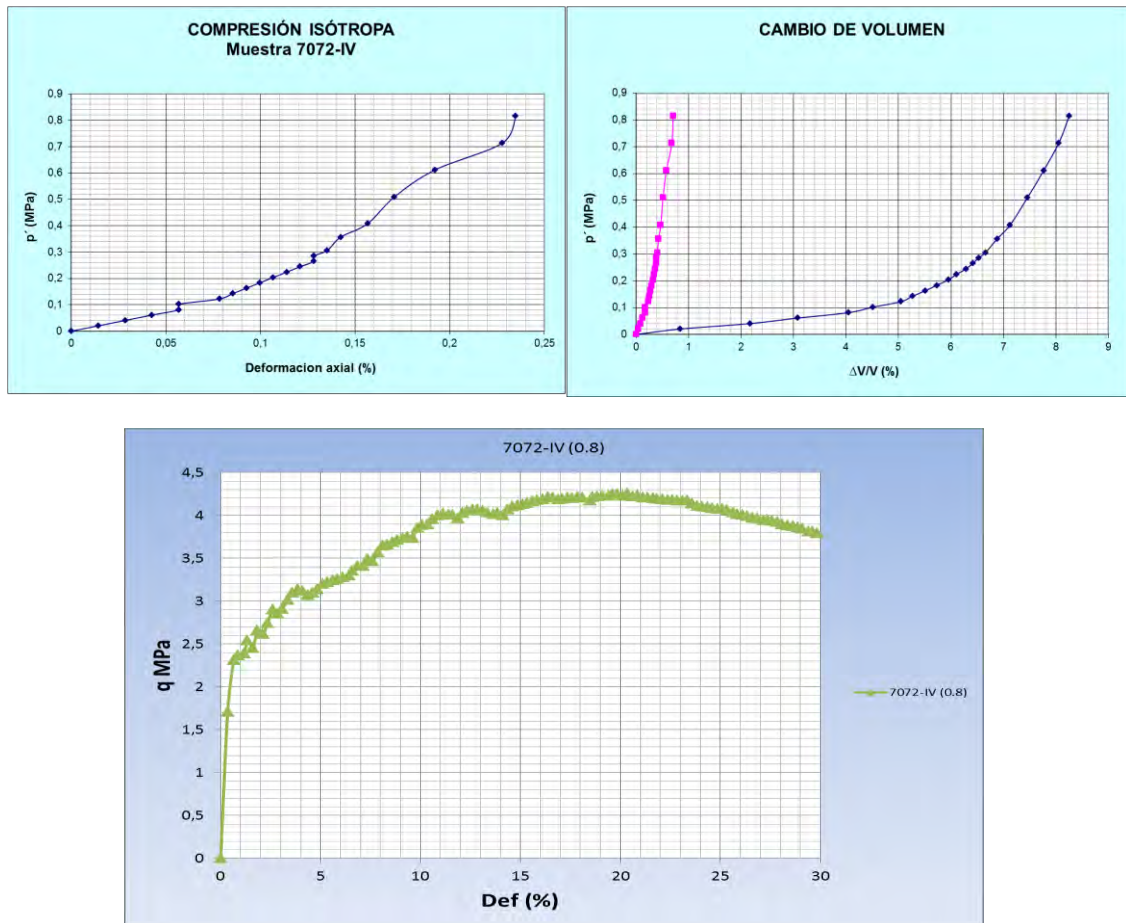 COMPRESIÓN ISÓTROPA
Muestra 7072-IV
p´ (MPa)
0,9
0,8
0,7
0,6
0,5
0,4
0,3
0,2
0,1
0
0 0,05 0,1 0,15 0,2 0,25
Deformacion axial (%)
CAMBIO DE VOLUMEN
p´ (MPa)
0,9
0,8
0,7
0,6
0,5
0,4
0,3
0,2
0,1
0
0 1 2 3 4 5 6 7 8 9
∆V/V (%)
7072-IV (0.8)
q MPa
4,5
4
3,5
3
2,5
2
1,5
1
0,5
0
0 5 10 15 20 25 30
Def (%)
7072-IV (0.8)